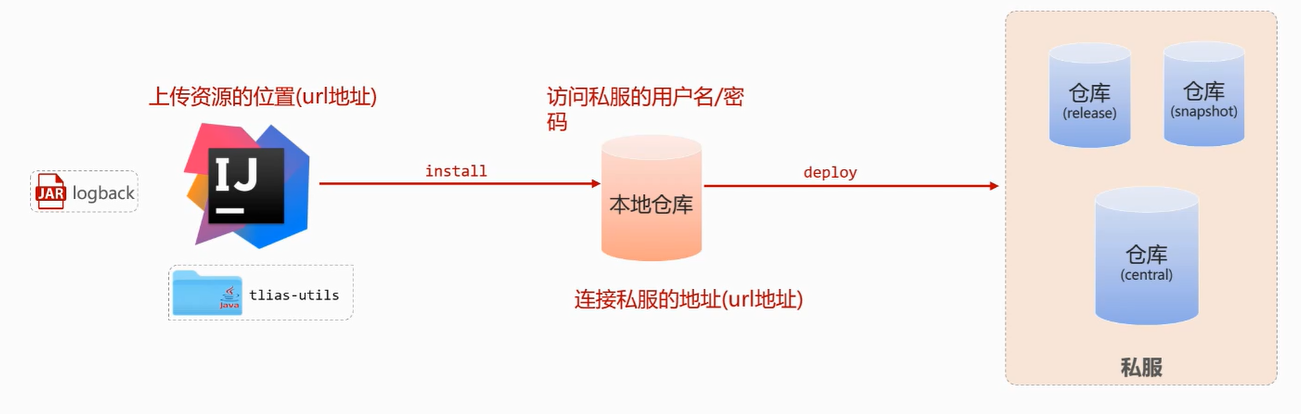 上传资源的位置(url地址)
访问私服的用户名/密
码
仓库
(release)
仓库
(snapshot)
JAR logback
IJ
install
本地仓库
deploy
仓库
(central)
Java
tlias-utils
连接私服的地址(url地址)
私服